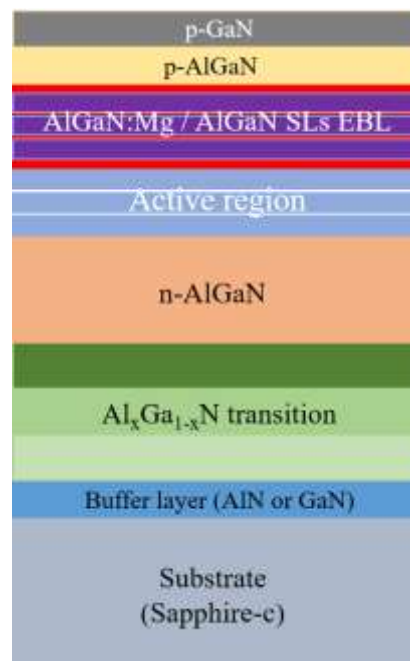 p-GaN
p-AlGaN
AlGaN:Mg / AlGaN SLs EBL
Active region
n-AlGaN
AlₓGa₁₋ₓN transition
Buffer layer (AlN or GaN)
Substrate
(Sapphire-c)